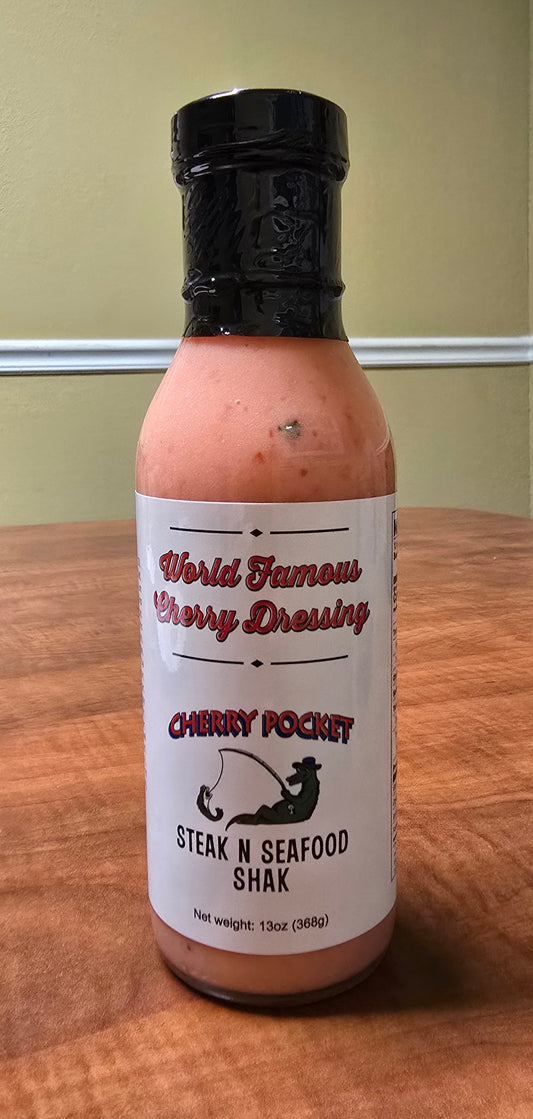 World Famous
Cherry Dressing
CHERRY POCKET
STEAK N SEAFOOD
SHAK
Net weight: 13oz (368g)